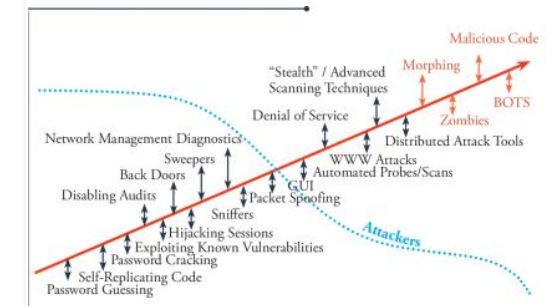 Malicious Code
Morphing
"Stealth" / Advanced
Scanning Techniques
BOTS
Denial of Service
Zombies
Network Management Diagnostics
Distributed Attack Tools
Sweepers
WWW Attacks
Back Doors
Automated Probes/Scans
Disabling Audits
GUI
Packet Spoofing
Sniffers
Attackers
Hijacking Sessions
Exploiting Known Vulnerabilities
Password Cracking
Self-Replicating Code
Password Guessing